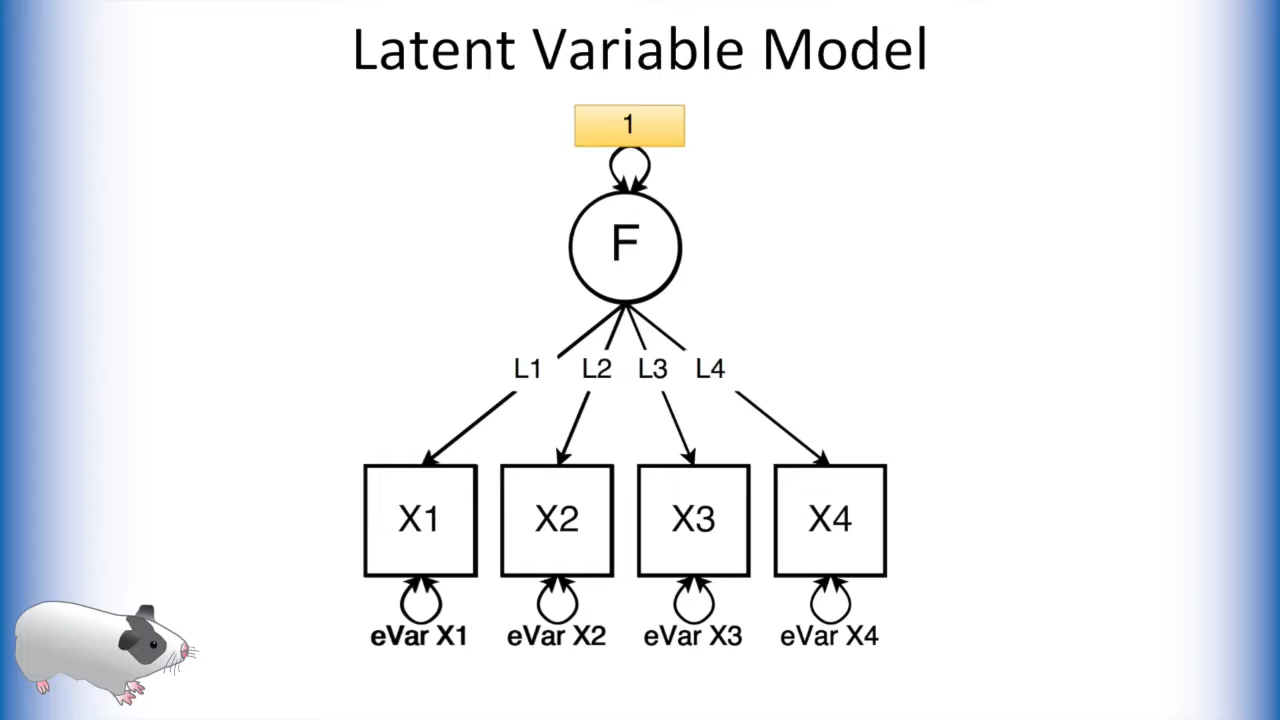 Latent Variable Model
1
F
L1 L2 L3 L4
X1 X2 X3 X4
eVar X1 eVar X2 eVar X3 eVar X4